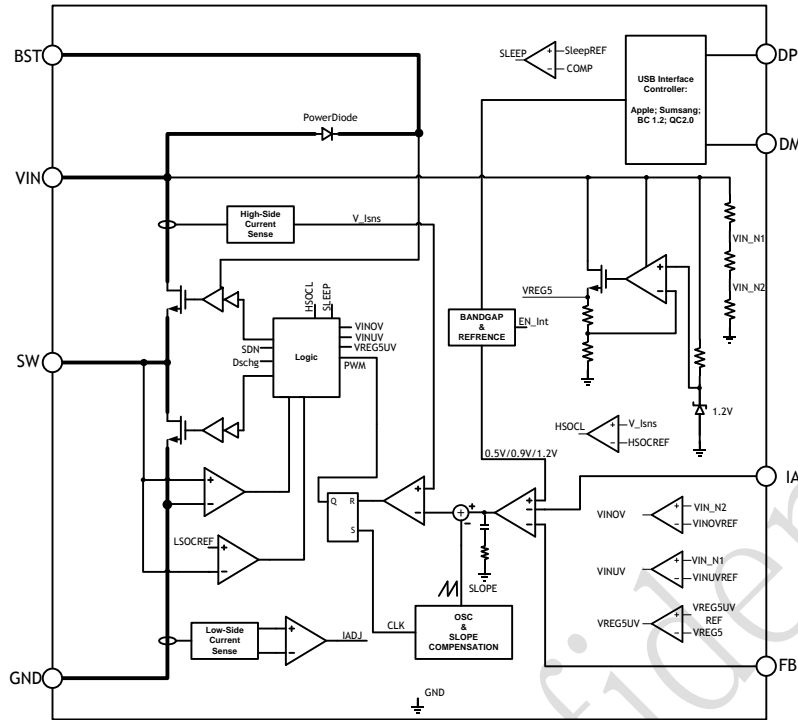 BST
SLEEP
SleepREF
COMP
USB Interface
Controller:
Apple; Sumsang;
BC 1.2; QC2.0
DP
DM
PowerDiode
VIN
High-Side
Current
Sense
V_Isns
VIN_N1
VIN_N2
VREG5
BANDGAP
&
REFRENCE
EN_Int
HSOCL
SLEEP
Logic
VINOV
VINUV
VREG5UV
PWM
SDN
Dschg
SW
1.2V
HSOCL
V_Isns
HSOCREF
0.5V/0.9V/1.2V
IA
Q
R
S
VINOV
VIN_N2
VINOVREF
LSOCREF
SLOPE
VINUV
VIN_N1
VINUVREF
Low-Side
Current
Sense
IADJ
CLK
OSC
&
SLOPE
COMPENSATION
VREG5UV
VREG5UV
REF
VREG5
GND
GND
FB
fiden